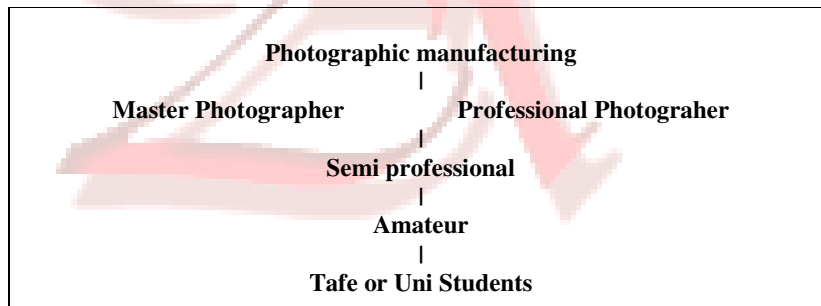 Photographic manufacturing
Master Photographer Professional Photograher
Semi professional
Amateur
Tafe or Uni Students